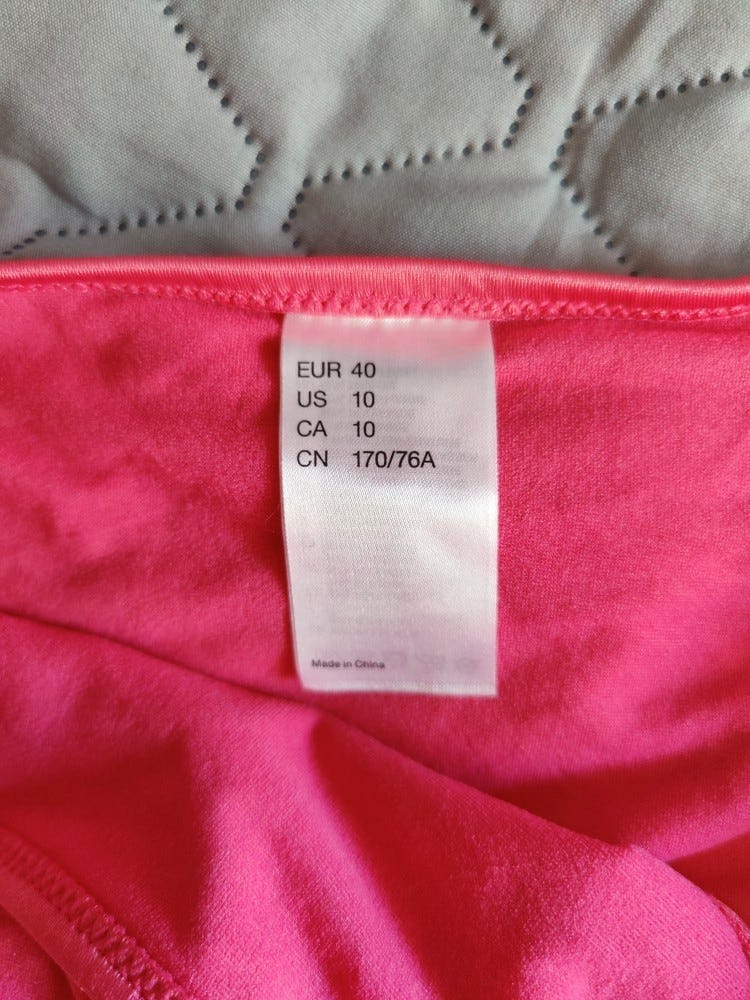 EUR 40
US 10
CA 10
CN 170/76A
Made in China